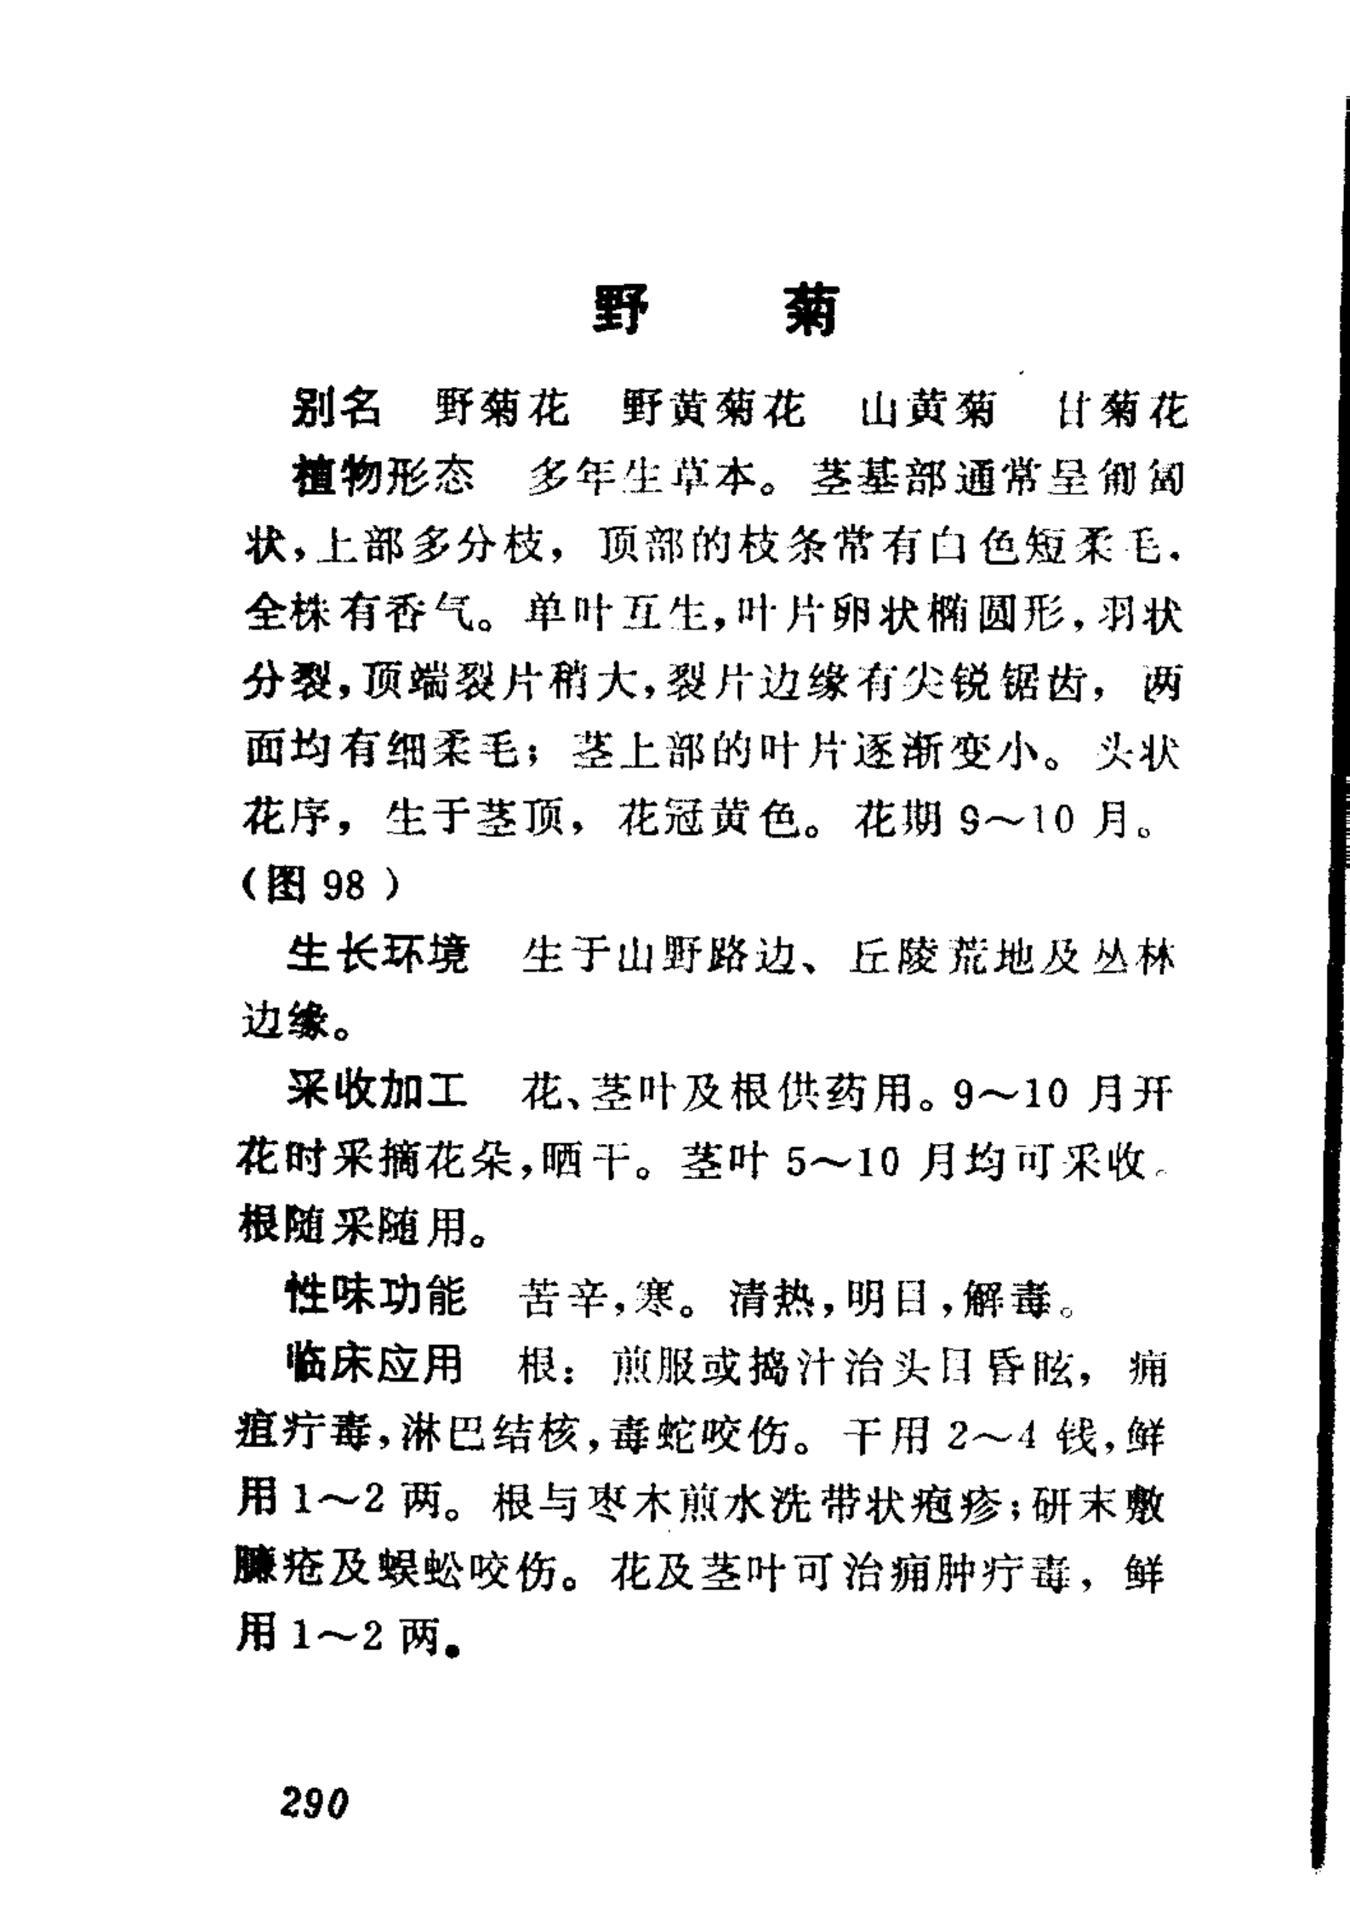 野 菊
别名 野菊花 野黄菊花 山黄菊 甘菊花
植物形态 多年生草本。茎基部通常呈匍匐
状，上部多分枝，顶部的枝条常有白色短柔毛.
全株有香气。单叶互生，叶片卵状椭圆形，羽状
分裂，顶端裂片稍大，裂片边缘有尖锐锯齿，两
面均有细柔毛；茎上部的叶片逐渐变小。头状
花序，生于茎顶，花冠黄色。花期9～10月。
（图98）
生长环境 生于山野路边、丘陵荒地及丛林
边缘。
采收加工 花、茎叶及根供药用。9～10月开
花时采摘花朵，晒干。茎叶5～10月均可采收。
根随采随用。
性味功能 苦辛，寒。清热，明目，解毒。
临床应用 根：煎服或捣汁治头目昏眩，痈
疽疔毒，淋巴结核，毒蛇咬伤。干用2～4钱，鲜
用1～2两。根与枣木煎水洗带状疱疹；研末敷
臁疮及蜈蚣咬伤。花及茎叶可治痈肿疔毒，鲜
用1～2两。
290